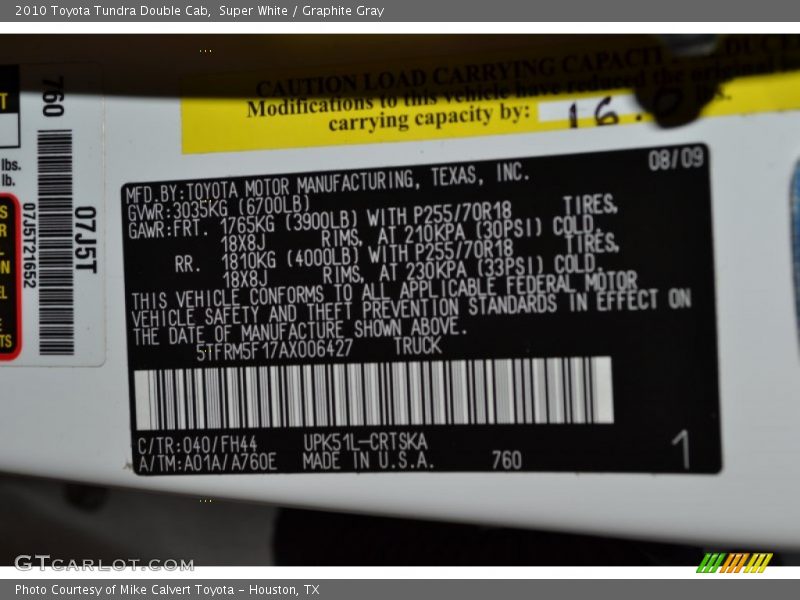 2010 Toyota Tundra Double Cab, Super White / Graphite Gray
CAUTION LOAD CARRYING CAPACITY
Modifications to this vehicle have reduced the original
carrying capacity by: 16.0
760
07J5T
07J5T21652
lbs.
lb.
08/09
MFD.BY:TOYOTA MOTOR MANUFACTURING, TEXAS, INC.
GVWR:3035KG (6700LB)
GAWR:FRT. 1765KG (3900LB) WITH P255/70R18 TIRES,
18X8J RIMS, AT 210KPA (30PSI) COLD.
RR. 1810KG (4000LB) WITH P255/70R18 TIRES,
18X8J RIMS, AT 230KPA (33PSI) COLD.
THIS VEHICLE CONFORMS TO ALL APPLICABLE FEDERAL MOTOR
VEHICLE SAFETY AND THEFT PREVENTION STANDARDS IN EFFECT ON
THE DATE OF MANUFACTURE SHOWN ABOVE.
5TFRM5F17AX006427 TRUCK
C/TR:040/FH44 UPK51L-CRTSKA
A/TM:A01A/A760E MADE IN U.S.A. 760 1
GTcarlot.com
Photo Courtesy of Mike Calvert Toyota - Houston, TX